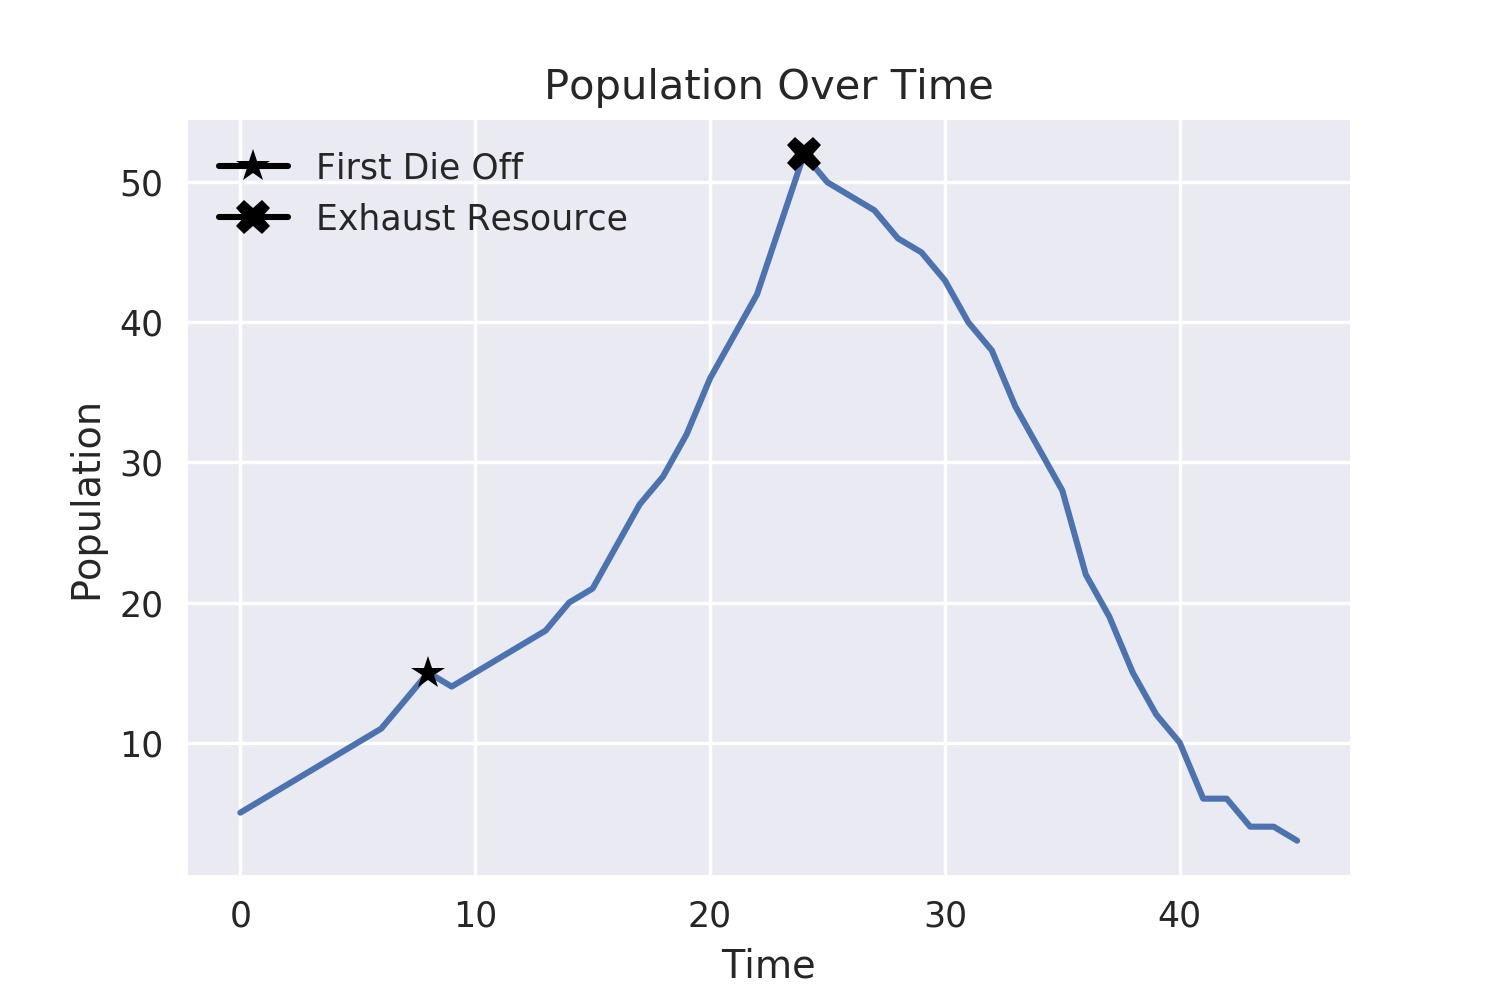 Population Over Time
First Die Off
Exhaust Resource
50
40
30
20
10
Population
0 10 20 30 40
Time